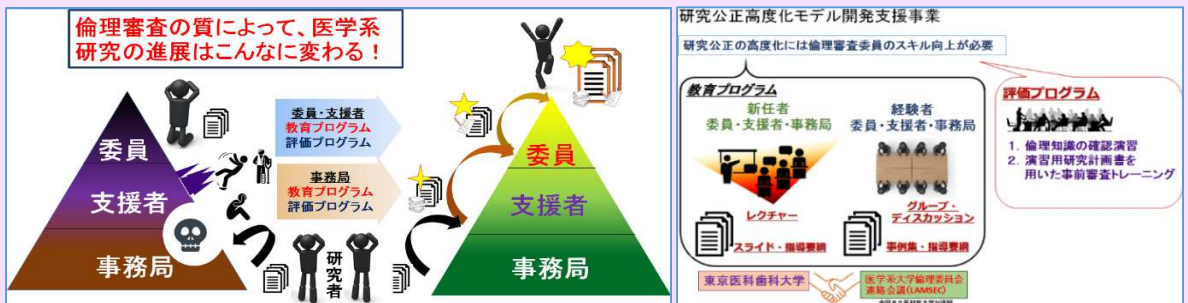 倫理審査の質によって、医学系
研究の進展はこんなに変わる！
委員
支援者
事務局
委員・支援者
教育プログラム
評価プログラム
事務局
教育プログラム
評価プログラム
研究者
委員
支援者
事務局
研究公正高度化モデル開発支援事業
研究公正の高度化には倫理審査委員のスキル向上が必要
教育プログラム
新任者
委員・支援者・事務局
レクチャー
スライド・指導要綱
経験者
委員・支援者・事務局
グループ・
ディスカッション
事例集・指導要綱
評価プログラム
1. 倫理知識の確認演習
2. 演習用研究計画書を
用いた事前審査トレーニング
東京医科歯科大学
医学系大学倫理委員会
連絡会議(LAMSEC)